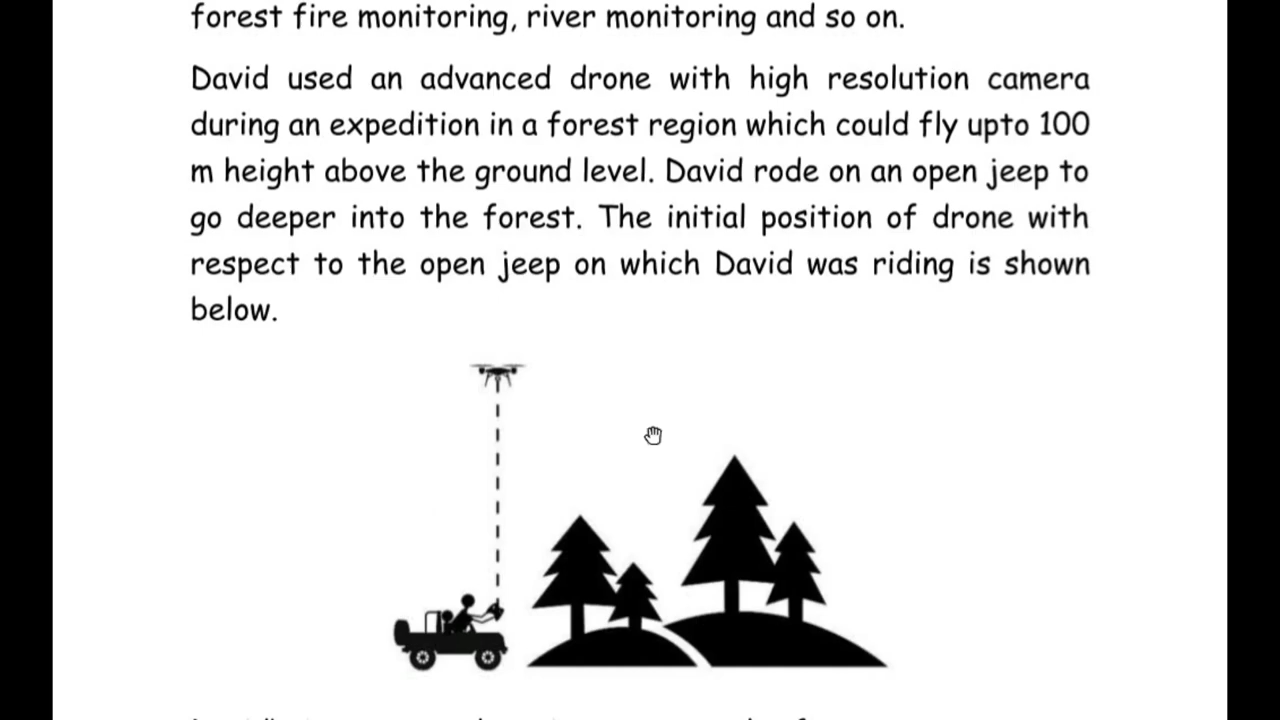 forest fire monitoring, river monitoring and so on.
David used an advanced drone with high resolution camera
during an expedition in a forest region which could fly upto 100
m height above the ground level. David rode on an open jeep to
go deeper into the forest. The initial position of drone with
respect to the open jeep on which David was riding is shown
below.